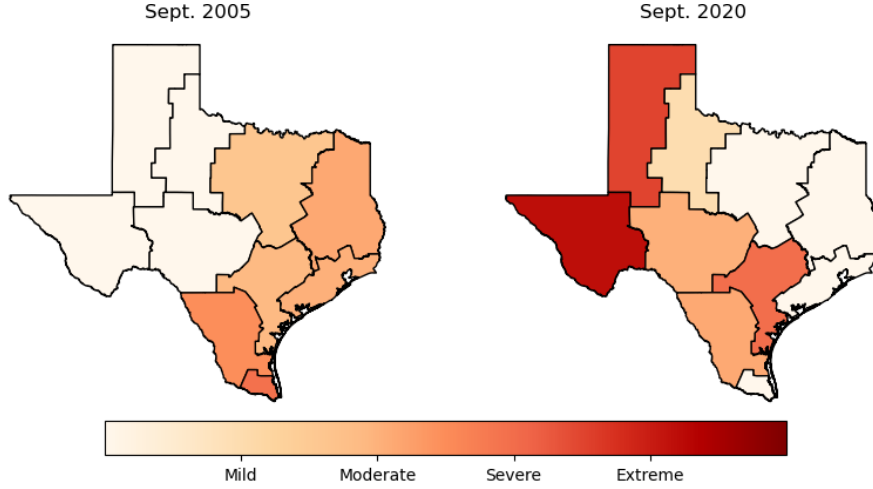 Sept. 2005
Sept. 2020
Mild
Moderate
Severe
Extreme